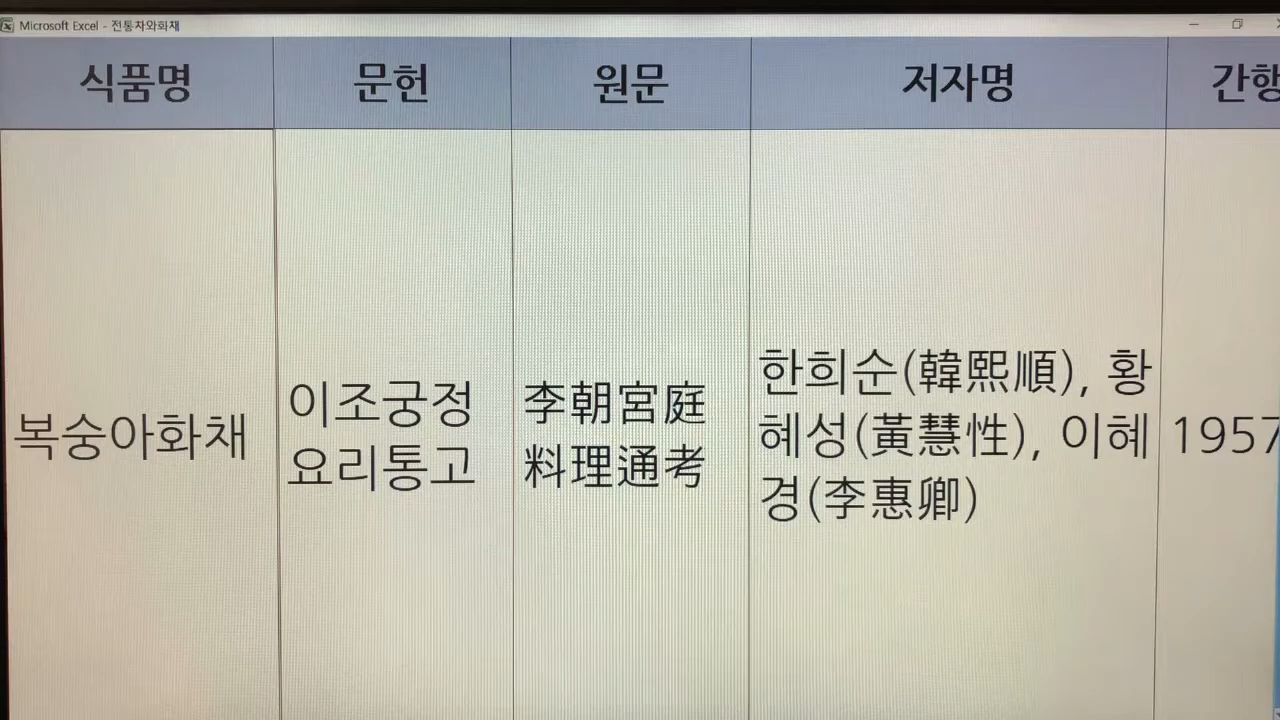 Microsoft Excel - 전통차와화채
식품명 문헌 원문 저자명 간행
복숭아화채
이조궁정
요리통고
李朝宮庭
料理通考
한희순(韓熙順), 황
혜성(黃慧性), 이혜
경(李惠卿)
1957